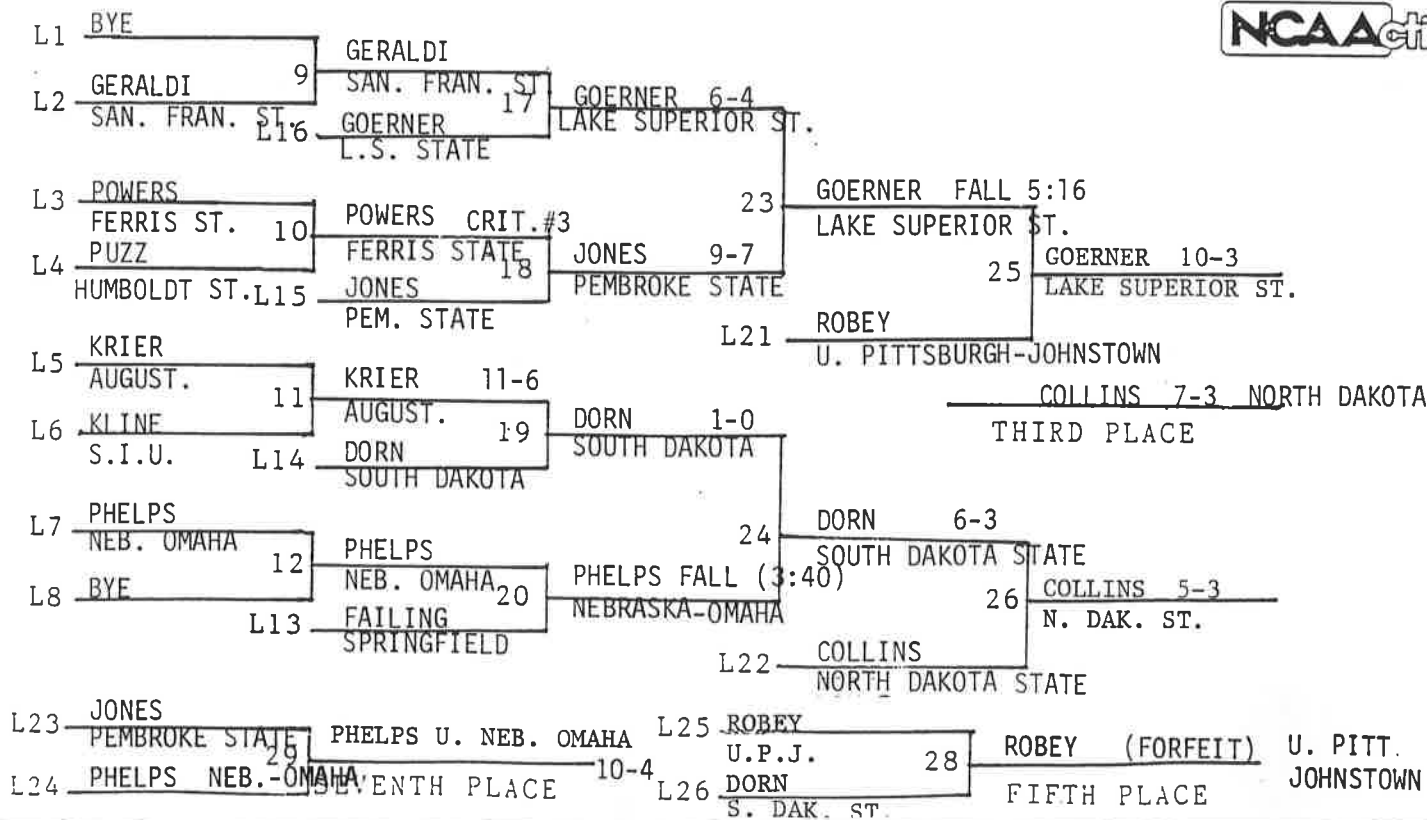 NCAA
L1 BYE
9
L2 GERALDI
SAN. FRAN. ST.
GERALDI
SAN. FRAN. ST
17
L16 GOERNER
L.S. STATE
GOERNER 6-4
LAKE SUPERIOR ST.
L3 POWERS
FERRIS ST.
10
L4 PUZZ
HUMBOLDT ST.
POWERS CRIT.#3
FERRIS STATE
18
L15 JONES
PEM. STATE
JONES 9-7
PEMBROKE STATE
23
GOERNER FALL 5:16
LAKE SUPERIOR ST.
25
L21 ROBEY
U. PITTSBURGH-JOHNSTOWN
GOERNER 10-3
LAKE SUPERIOR ST.
COLLINS 7-3 NORTH DAKOTA
THIRD PLACE
L5 KRIER
AUGUST.
11
L6 KLINE
S.I.U.
KRIER 11-6
AUGUST.
19
L14 DORN
SOUTH DAKOTA
DORN 1-0
SOUTH DAKOTA
L7 PHELPS
NEB. OMAHA
12
L8 BYE
PHELPS
NEB. OMAHA
20
L13 FAILING
SPRINGFIELD
PHELPS FALL (3:40)
NEBRASKA-OMAHA
24
DORN 6-3
SOUTH DAKOTA STATE
26
L22 COLLINS
NORTH DAKOTA STATE
COLLINS 5-3
N. DAK. ST.
L23 JONES
PEMBROKE STATE
29
L24 PHELPS NEB.-OMAHA
PHELPS U. NEB. OMAHA
10-4
SEVENTH PLACE
L25 ROBEY
U.P.J.
28
L26 DORN
S. DAK. ST.
ROBEY (FORFEIT) U. PITT.
JOHNSTOWN
FIFTH PLACE